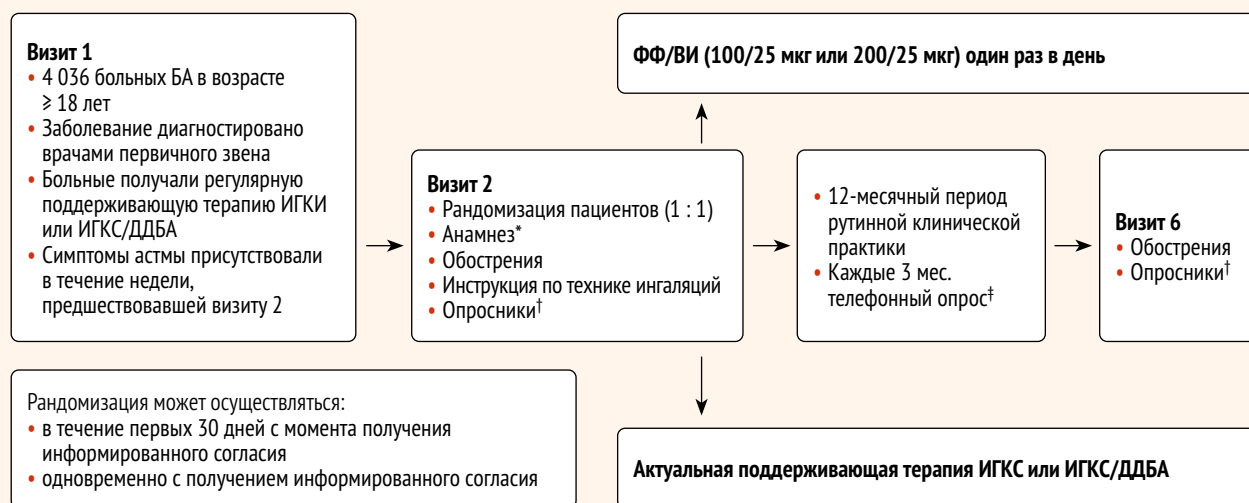 Визит 1
• 4 036 больных БА в возрасте
≥ 18 лет
• Заболевание диагностировано
врачами первичного звена
• Больные получали регулярную
поддерживающую терапию ИГКИ
или ИГКС/ДДБА
• Симптомы астмы присутствовали
в течение недели,
предшествовавшей визиту 2
Рандомизация может осуществляться:
• в течение первых 30 дней с момента получения
информированного согласия
• одновременно с получением информированного согласия
ФФ/ВИ (100/25 мкг или 200/25 мкг) один раз в день
Визит 2
• Рандомизация пациентов (1 : 1)
• Анамнез*
• Обострения
• Инструкция по технике ингаляций
• Опросники†
• 12-месячный период
рутинной клинической
практики
• Каждые 3 мес.
телефонный опрос‡
Визит 6
• Обострения
• Опросники†
Актуальная поддерживающая терапия ИГКС или ИГКС/ДДБА